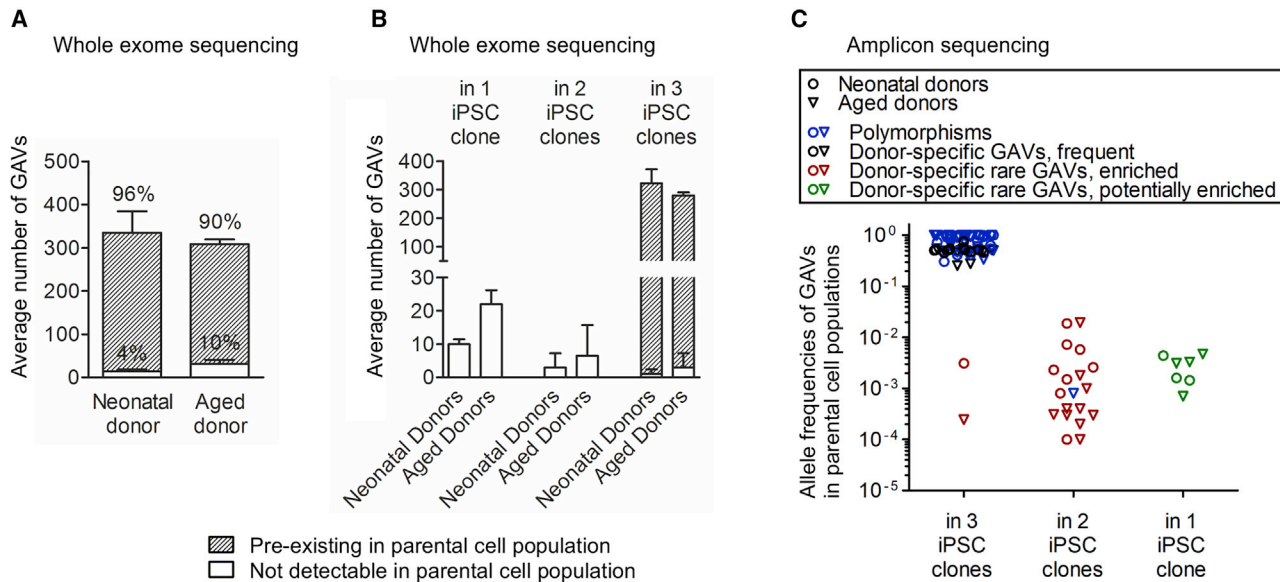 A
Whole exome sequencing
Average number of GAVs
500
400
300
200
100
0
96%
4%
90%
10%
Neonatal
donor
Aged
donor
B
Whole exome sequencing
in 1
iPSC
clone
in 2
iPSC
clones
in 3
iPSC
clones
Average number of GAVs
400
300
200
100
50
30
20
10
0
Neonatal Donors
Aged Donors
Neonatal Donors
Aged Donors
Neonatal Donors
Aged Donors
Pre-existing in parental cell population
Not detectable in parental cell population
C
Amplicon sequencing
Neonatal donors
Aged donors
Polymorphisms
Donor-specific GAVs, frequent
Donor-specific rare GAVs, enriched
Donor-specific rare GAVs, potentially enriched
Allele frequencies of GAVs
in parental cell populations
10⁰
10⁻¹
10⁻²
10⁻³
10⁻⁴
10⁻⁵
in 3
iPSC
clones
in 2
iPSC
clones
in 1
iPSC
clone